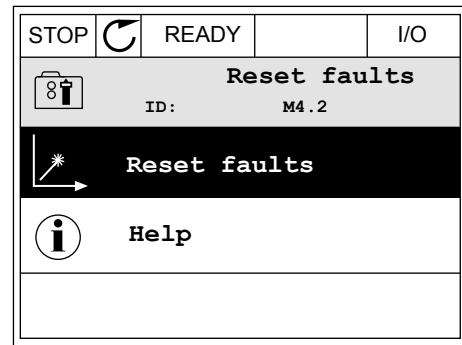 STOP READY I/O
Reset faults
ID: M4.2
Reset faults
Help